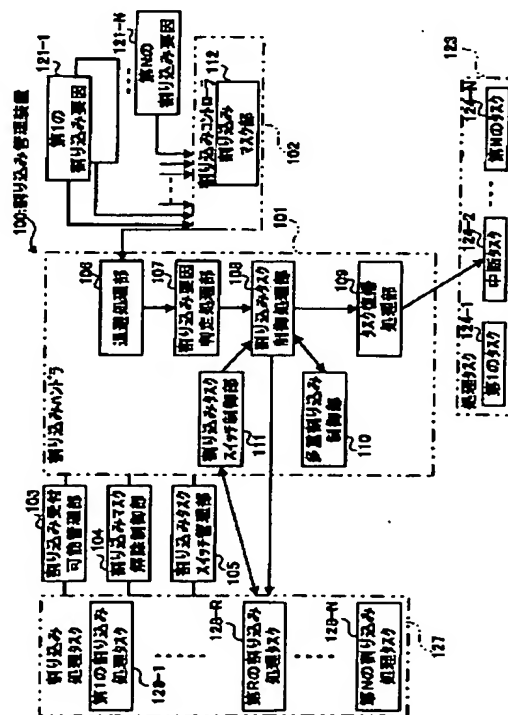 100:割り込み管理装置
121-1
第1の
割り込み要因
121-N
第Nの
割り込み要因
112
割り込みコントローラ
割り込み
マスク部
102
割り込みハンドラ
101
106
退避処理部
107
割り込み要因
判定処理部
108
割り込みタスク
制御処理部
109
タスク復帰
処理部
割り込みタスク
スイッチ制御部
111
多重割り込み
制御部
110
103
割り込み受付
可動管理部
104
割り込みマスク
解除制御部
割り込みタスク
スイッチ管理部
105
割り込み
処理タスク
第1の割り込み
処理タスク
128-1
128-R
第Rの割り込み
処理タスク
128-N
第Nの割り込み
処理タスク
127
処理タスク
124-1
第1のタスク
124-2
中断タスク
124-N
第Nのタスク
123